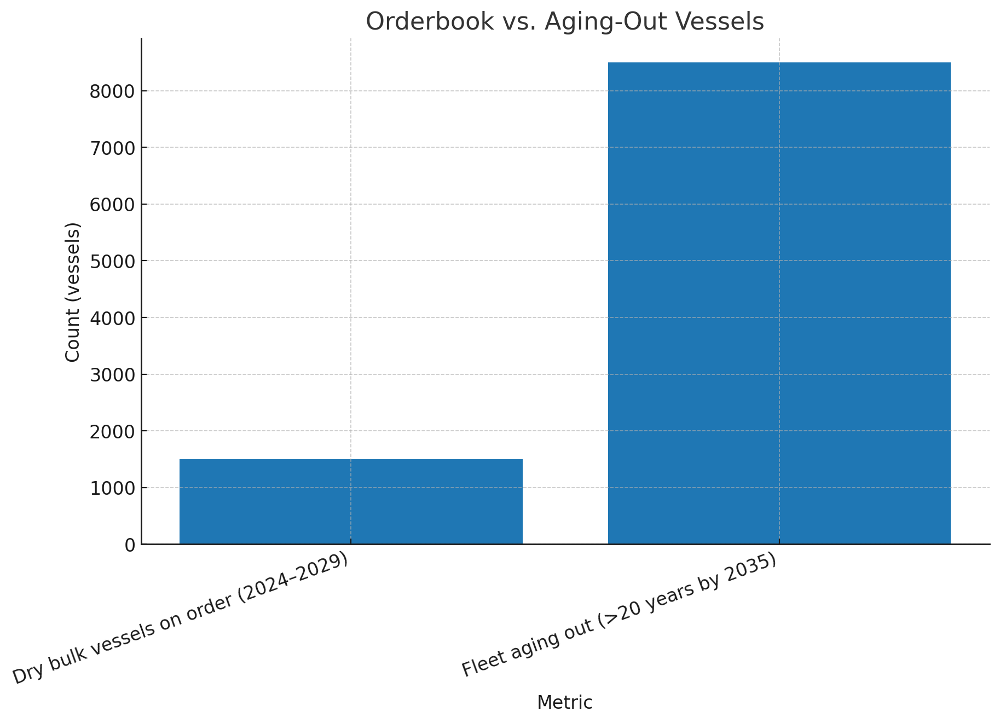 Orderbook vs. Aging-Out Vessels
8000
7000
6000
5000
4000
3000
2000
1000
0
Count (vessels)
Dry bulk vessels on order (2024–2029)
Fleet aging out (>20 years by 2035)
Metric